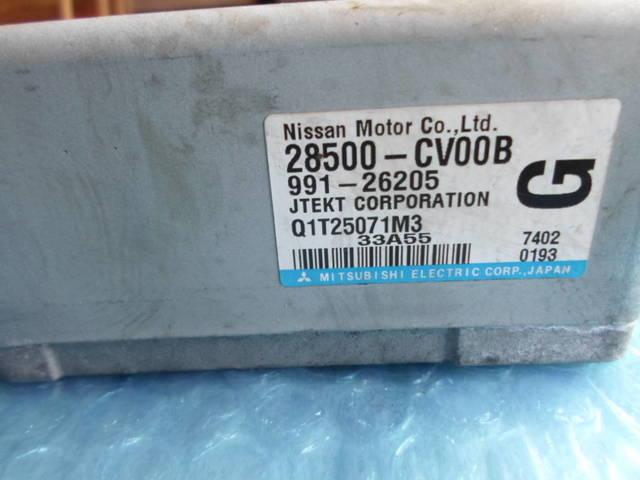 Nissan Motor Co.,Ltd.
28500-CV00B
991-26205
JTEKT CORPORATION
G
Q1T25071M3
33A55
7402
0193
MITSUBISHI ELECTRIC CORP.,JAPAN